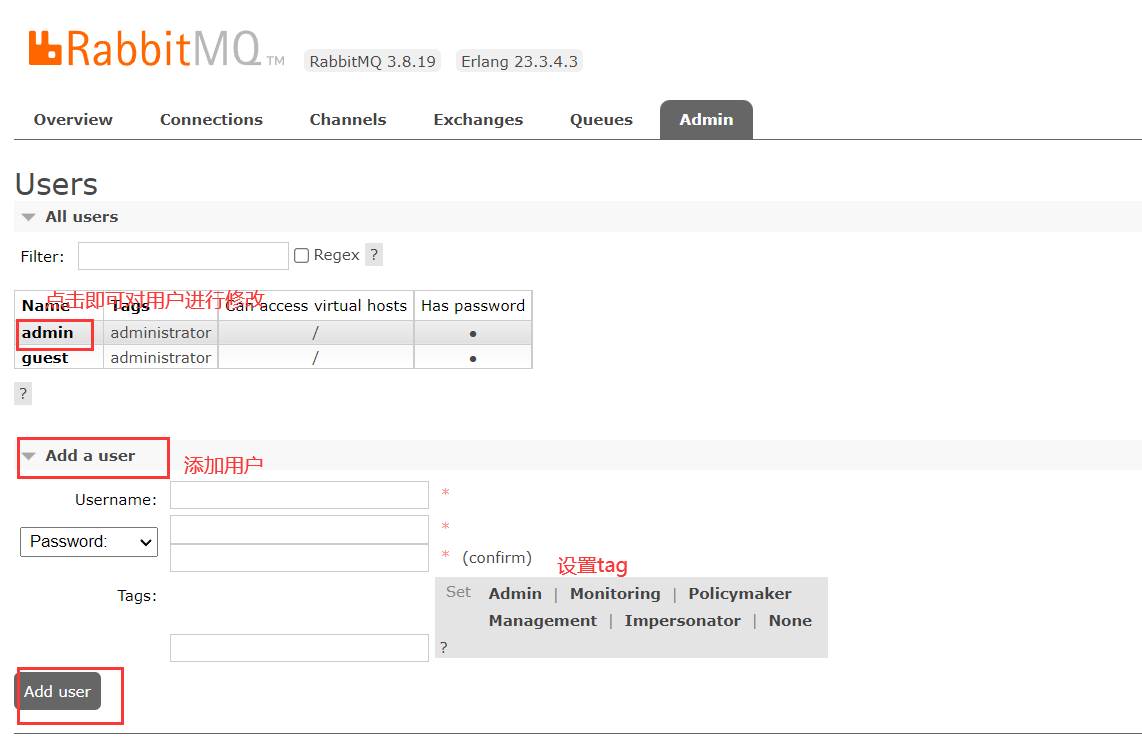 RabbitMQ TM RabbitMQ 3.8.19 Erlang 23.3.4.3
Overview Connections Channels Exchanges Queues Admin
Users
All users
Filter: Regex ?
点击即可对用户进行修改
Name Tags Can access virtual hosts Has password
admin administrator / ●
guest administrator / ●
?
Add a user
添加用户
Username: *
Password: *
* (confirm)
设置tag
Tags: Set Admin | Monitoring | Policymaker
Management | Impersonator | None
?
Add user